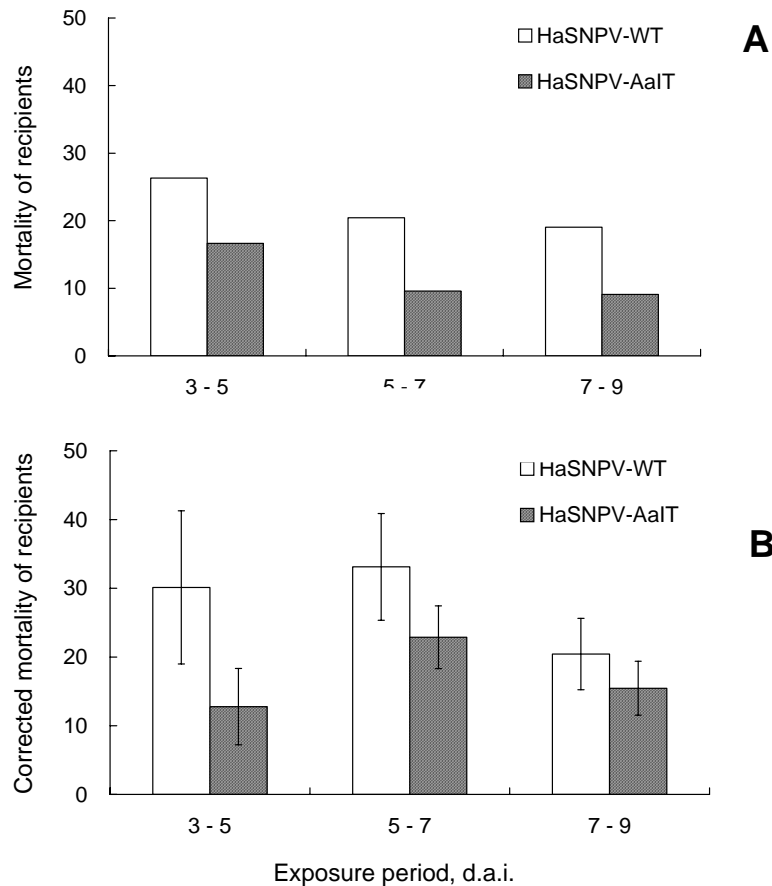 HaSNPV-WT
HaSNPV-AaIT
A
Mortality of recipients
50
40
30
20
10
0
3 - 5
5 - 7
7 - 9
HaSNPV-WT
HaSNPV-AaIT
B
Corrected mortality of recipients
50
40
30
20
10
0
3 - 5
5 - 7
7 - 9
Exposure period, d.a.i.